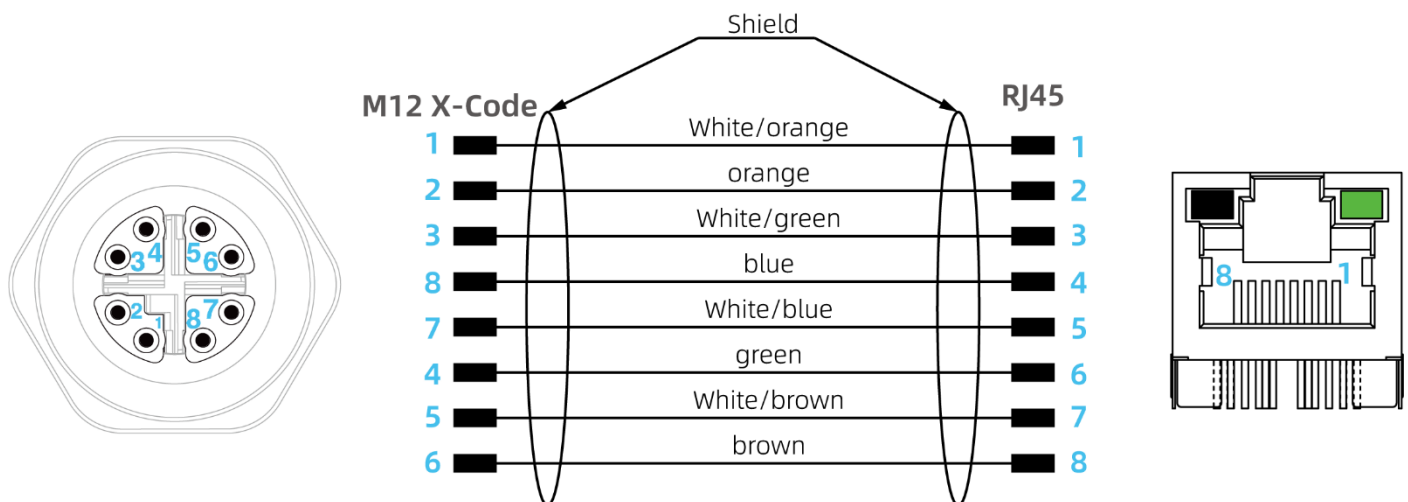 Shield
M12 X-Code
RJ45
1 White/orange 1
2 orange 2
3 White/green 3
8 blue 4
7 White/blue 5
4 green 6
5 White/brown 7
6 brown 8
3 4 5 6
2 1 8 7
8 1